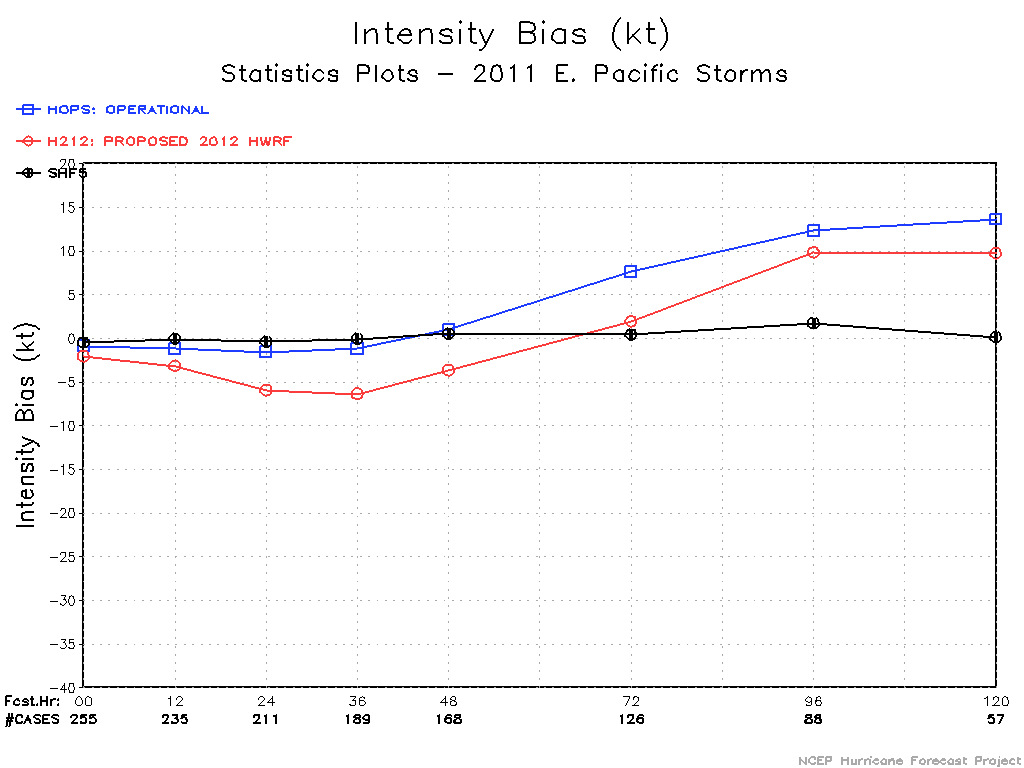 Intensity Bias (kt)
Statistics Plots - 2011 E. Pacific Storms
HOPS: OPERATIONAL
H212: PROPOSED 2012 HWRF
SHF5
20
15
10
5
0
-5
-10
-15
-20
-25
-30
-35
-40
Intensity Bias (kt)
Fcst.Hr: 00 12 24 36 48 72 96 120
#CASES 255 235 211 189 168 126 88 57
NCEP Hurricane Forecast Project